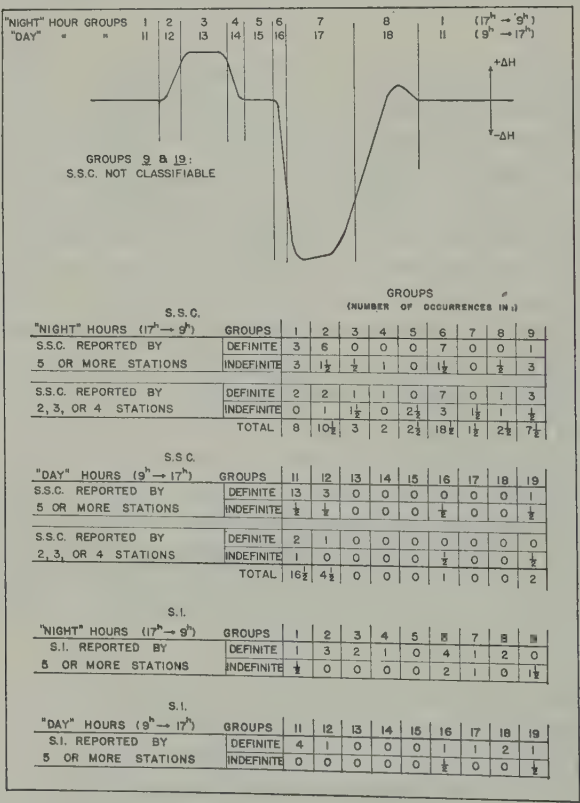 "NIGHT" HOUR GROUPS 1 2 3 4 5 6 7 8 1 (17ʰ → 9ʰ)
"DAY" " " 11 12 13 14 15 16 17 18 11 (9ʰ → 17ʰ)
+ΔH
-ΔH
GROUPS 9 & 19:
S.S.C. NOT CLASSIFIABLE
GROUPS
(NUMBER OF OCCURRENCES IN :)
S.S.C.
"NIGHT" HOURS (17ʰ → 9ʰ) GROUPS 1 2 3 4 5 6 7 8 9
S.S.C. REPORTED BY DEFINITE 3 6 0 0 0 7 0 0 1
5 OR MORE STATIONS INDEFINITE 3 1½ ½ 1 0 1½ 0 ½ 3
S.S.C. REPORTED BY DEFINITE 2 2 1 1 0 7 0 1 3
2, 3, OR 4 STATIONS INDEFINITE 0 1 1½ 0 2½ 3 1½ 1 ½
TOTAL 8 10½ 3 2 2½ 18½ 1½ 2½ 7½
S.S.C.
"DAY" HOURS (9ʰ → 17ʰ) GROUPS 11 12 13 14 15 16 17 18 19
S.S.C. REPORTED BY DEFINITE 13 3 0 0 0 0 0 0 1
5 OR MORE STATIONS INDEFINITE ½ ½ 0 0 0 ½ 0 0 ½
S.S.C. REPORTED BY DEFINITE 2 1 0 0 0 0 0 0 0
2, 3, OR 4 STATIONS INDEFINITE 1 0 0 0 0 ½ 0 0 ½
TOTAL 16½ 4½ 0 0 0 1 0 0 2
S.I.
"NIGHT" HOURS (17ʰ → 9ʰ) GROUPS 1 2 3 4 5 6 7 8 9
S.I. REPORTED BY DEFINITE 1 3 2 1 0 4 1 2 0
5 OR MORE STATIONS INDEFINITE ½ 0 0 0 0 2 1 0 1½
S.I.
"DAY" HOURS (9ʰ → 17ʰ) GROUPS 11 12 13 14 15 16 17 18 19
S.I. REPORTED BY DEFINITE 4 1 0 0 0 1 1 2 1
5 OR MORE STATIONS INDEFINITE 0 0 0 0 0 ½ 0 0 ½